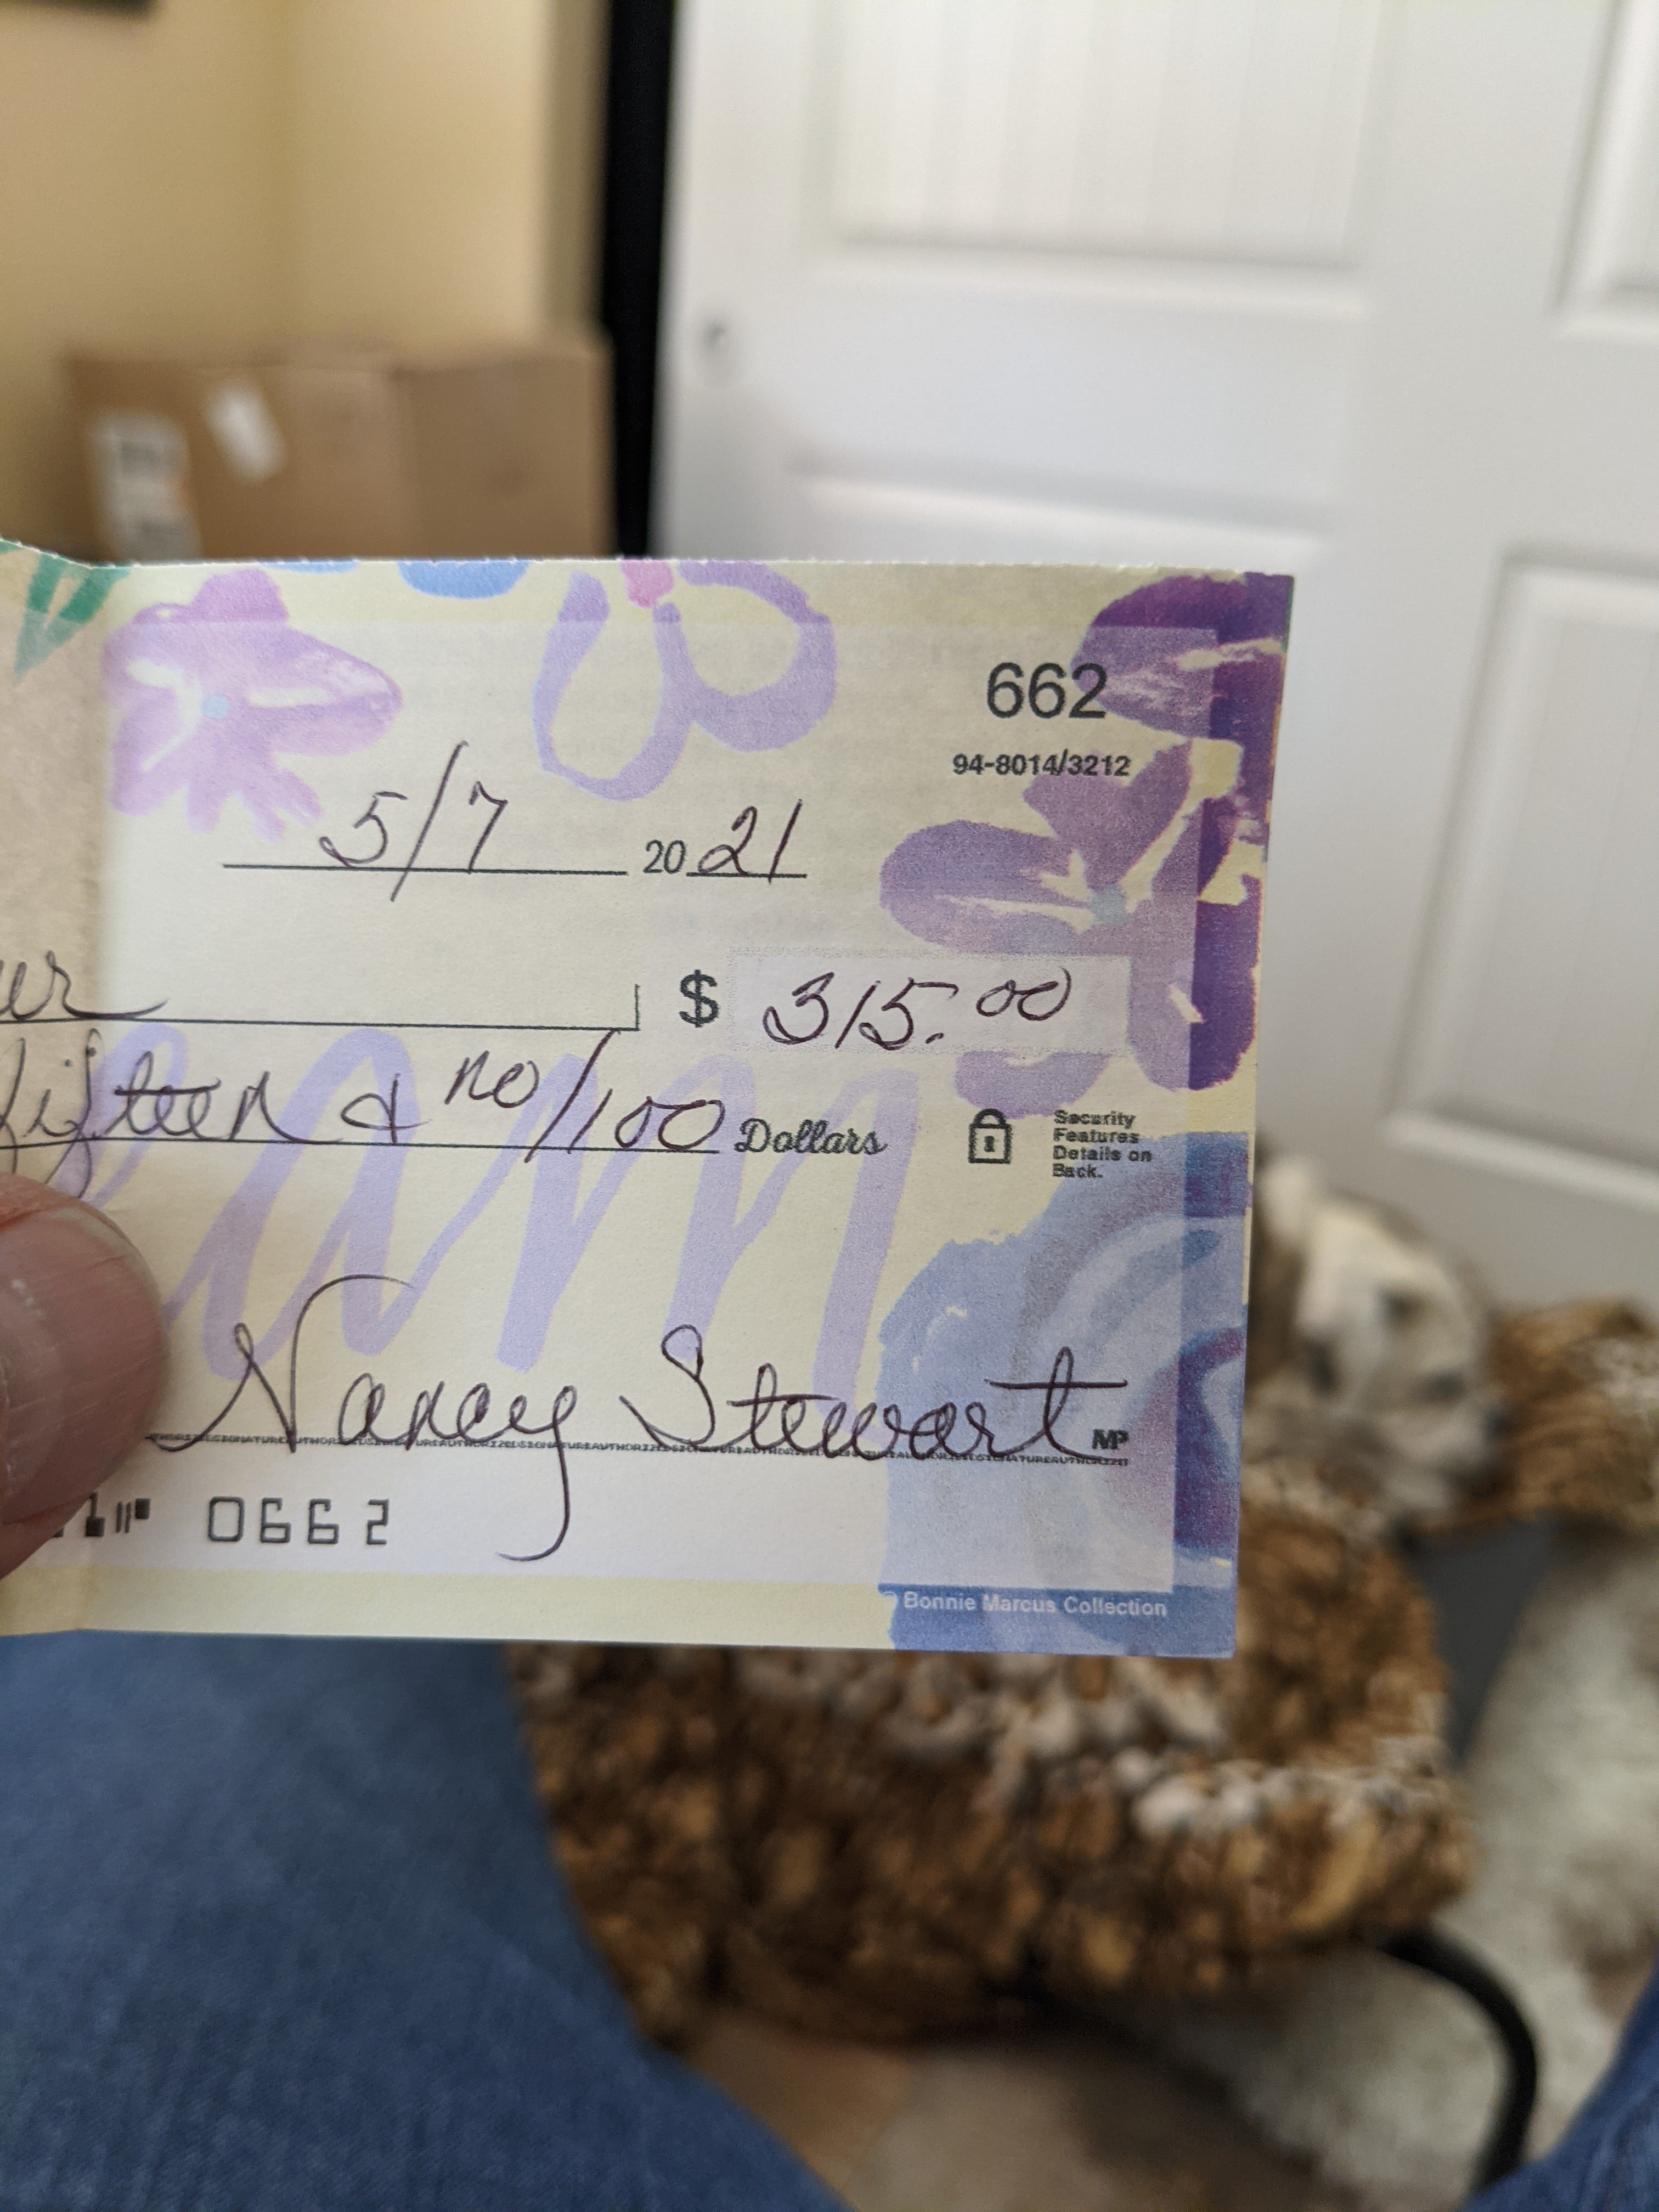 662
94-8014/3212
5/7 2021
$ 315.00
fifteen & no/100 Dollars
Security
Features
Details on
Back.
Nancy Stewart MP
0662
© Bonnie Marcus Collection